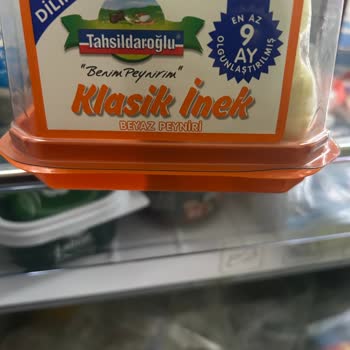 DİLİM
Tahsildaroğlu
"Benim Peynirim"
Klasik İnek
BEYAZ PEYNİRİ
EN AZ
9
AY
OLGUNLAŞTIRILMIŞ